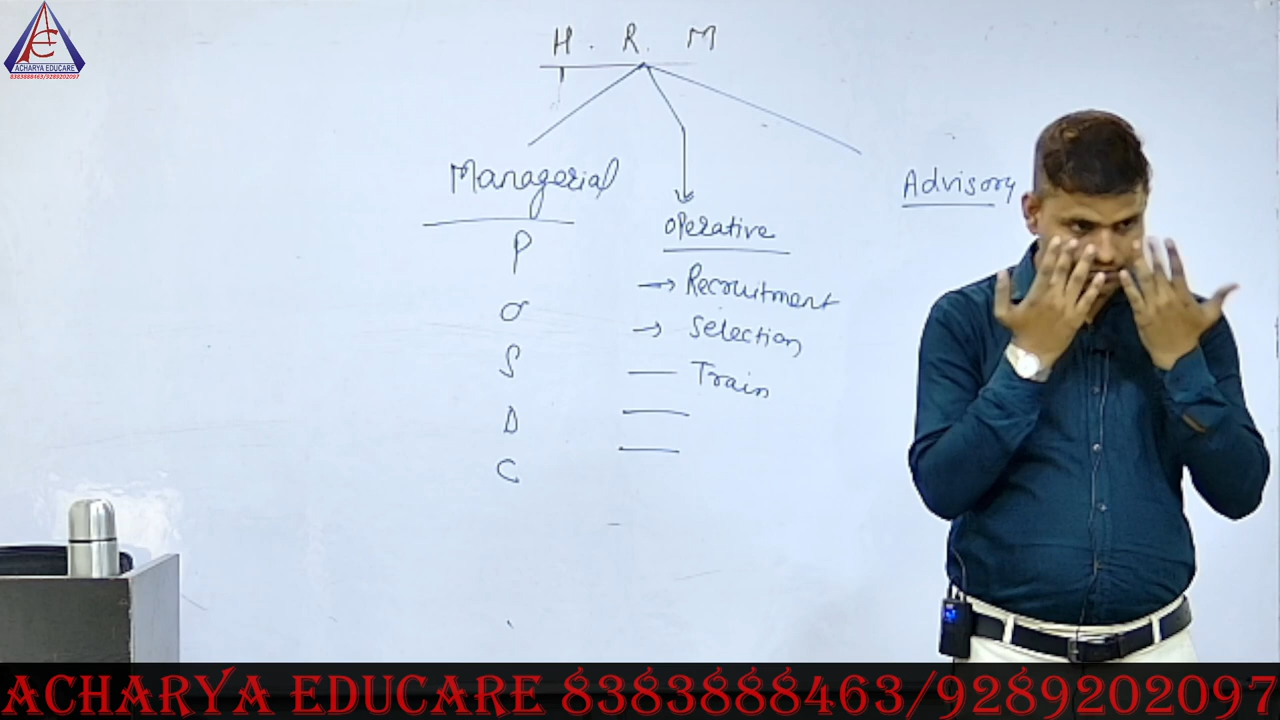 ACHARYA EDUCARE
8383888463/9289202097
H. R. M
Managerial
P
O
S
D
C
Operative
→ Recruitment
→ Selection
— Train
Advisory
ACHARYA EDUCARE 8383888463/9289202097